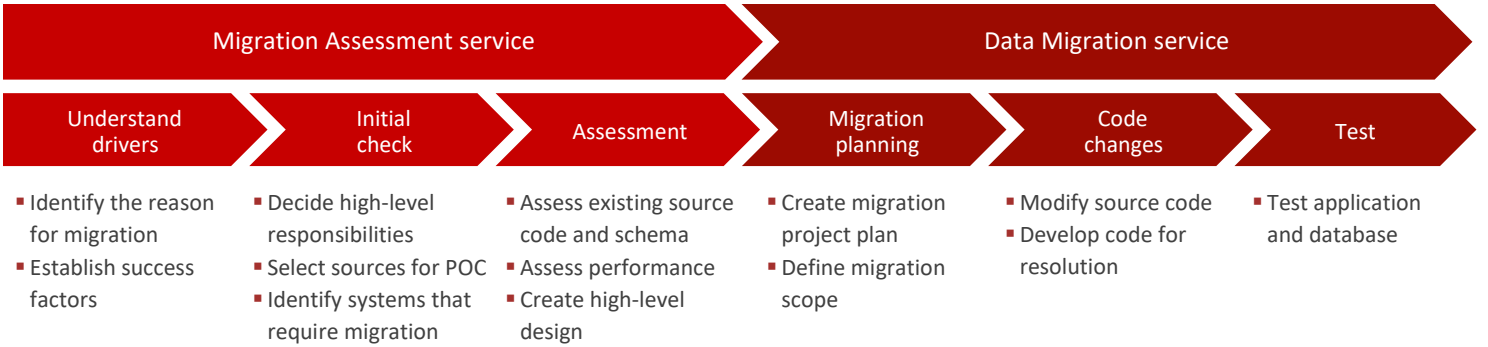 Migration Assessment service
Data Migration service
Understand
drivers
Initial
check
Assessment
Migration
planning
Code
changes
Test
▪ Identify the reason
for migration
▪ Establish success
factors
▪ Decide high-level
responsibilities
▪ Select sources for POC
▪ Identify systems that
require migration
▪ Assess existing source
code and schema
▪ Assess performance
▪ Create high-level
design
▪ Create migration
project plan
▪ Define migration
scope
▪ Modify source code
▪ Develop code for
resolution
▪ Test application
and database